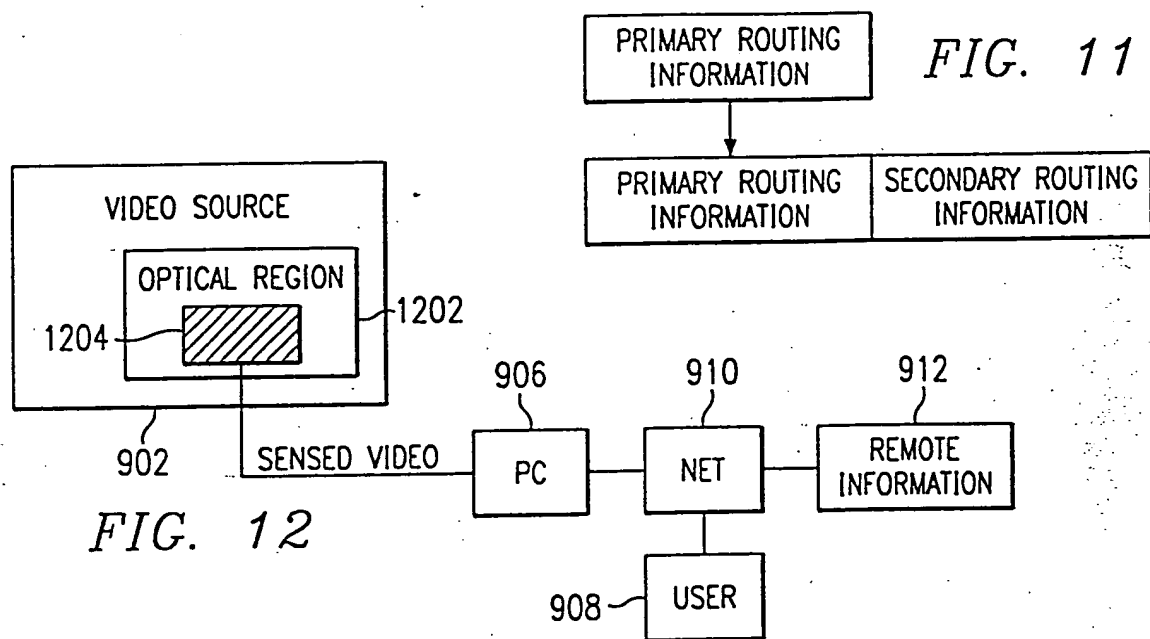 PRIMARY ROUTING
INFORMATION
FIG. 11
PRIMARY ROUTING
INFORMATION
SECONDARY ROUTING
INFORMATION
VIDEO SOURCE
OPTICAL REGION
1204
1202
902
SENSED VIDEO
906
PC
910
NET
912
REMOTE
INFORMATION
908
USER
FIG. 12